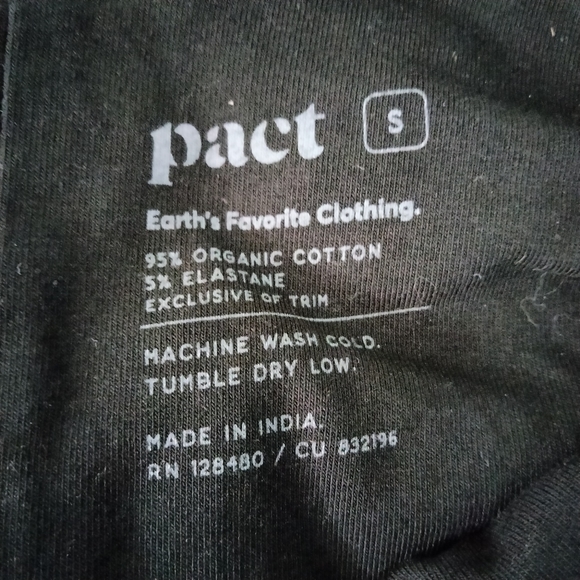 pact S
Earth's Favorite Clothing.
95% ORGANIC COTTON
5% ELASTANE
EXCLUSIVE OF TRIM
MACHINE WASH COLD.
TUMBLE DRY LOW.
MADE IN INDIA.
RN 128480 / CU 832196